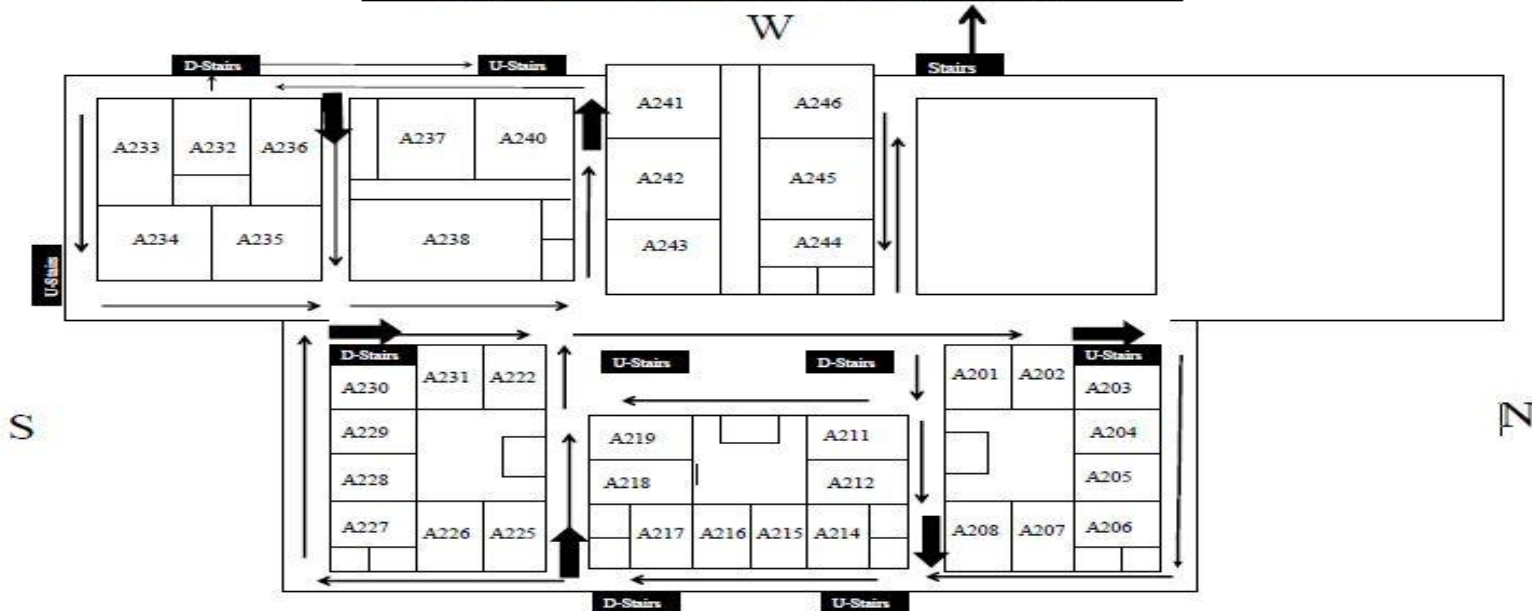 W
D-Stairs U-Stairs Stairs
A241 A246
A233 A232 A236 A237 A240
A242 A245
A234 A235 A238 A243 A244
U-Stairs
D-Stairs U-Stairs D-Stairs U-Stairs
A230 A231 A222 A201 A202 A203
S N
A229 A219 A211 A204
A228 A218 A212 A205
A227 A226 A225 A217 A216 A215 A214 A208 A207 A206
D-Stairs U-Stairs